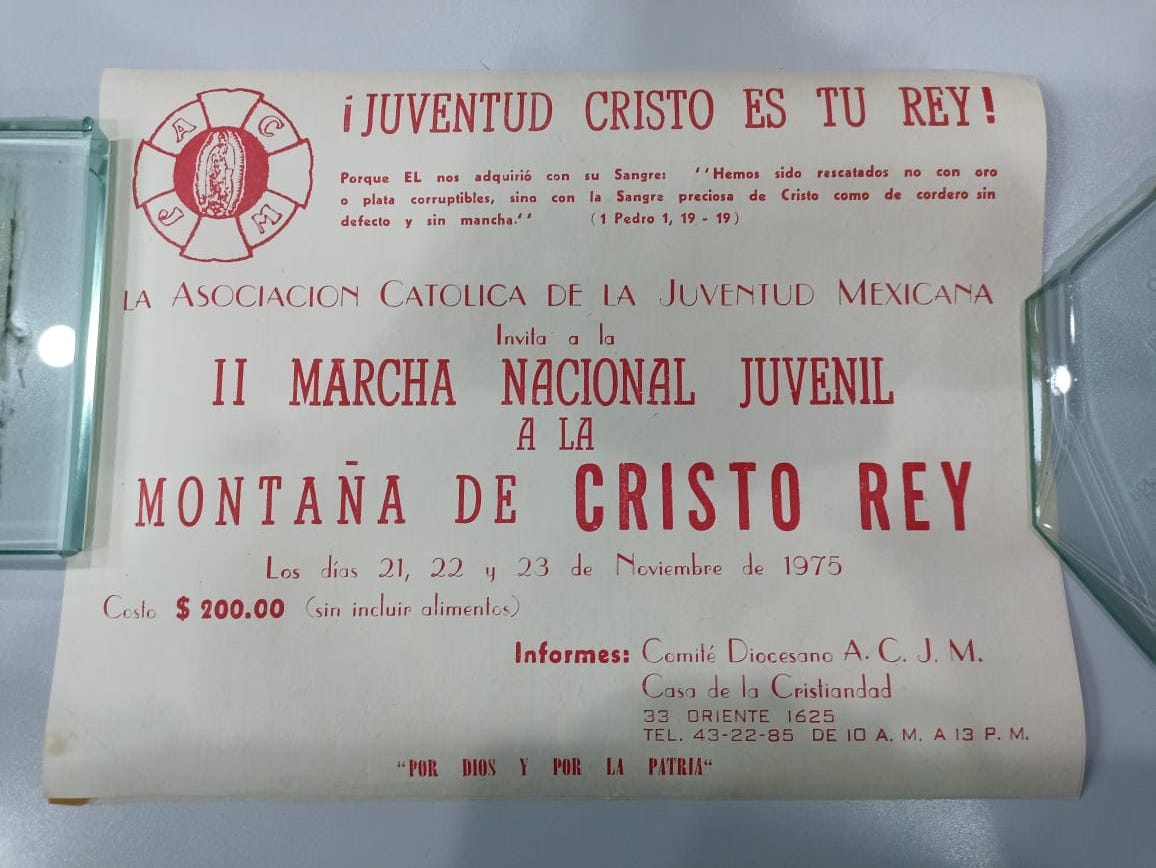 A C
J M
¡JUVENTUD CRISTO ES TU REY!
Porque EL nos adquirió con su Sangre: ‘‘Hemos sido rescatados no con oro
o plata corruptibles, sino con la Sangre preciosa de Cristo como de cordero sin
defecto y sin mancha.‘‘ (1 Pedro 1, 19 - 19)
LA ASOCIACION CATOLICA DE LA JUVENTUD MEXICANA
Invita a la
II MARCHA NACIONAL JUVENIL
A LA
MONTAÑA DE CRISTO REY
Los días 21, 22 y 23 de Noviembre de 1975
Costo $ 200.00 (sin incluir alimentos)
Informes: Comité Diocesano A. C. J. M.
Casa de la Cristiandad
33 ORIENTE 1625
TEL. 43-22-85 DE 10 A. M. A 13 P. M.
“POR DIOS Y POR LA PATRIA“